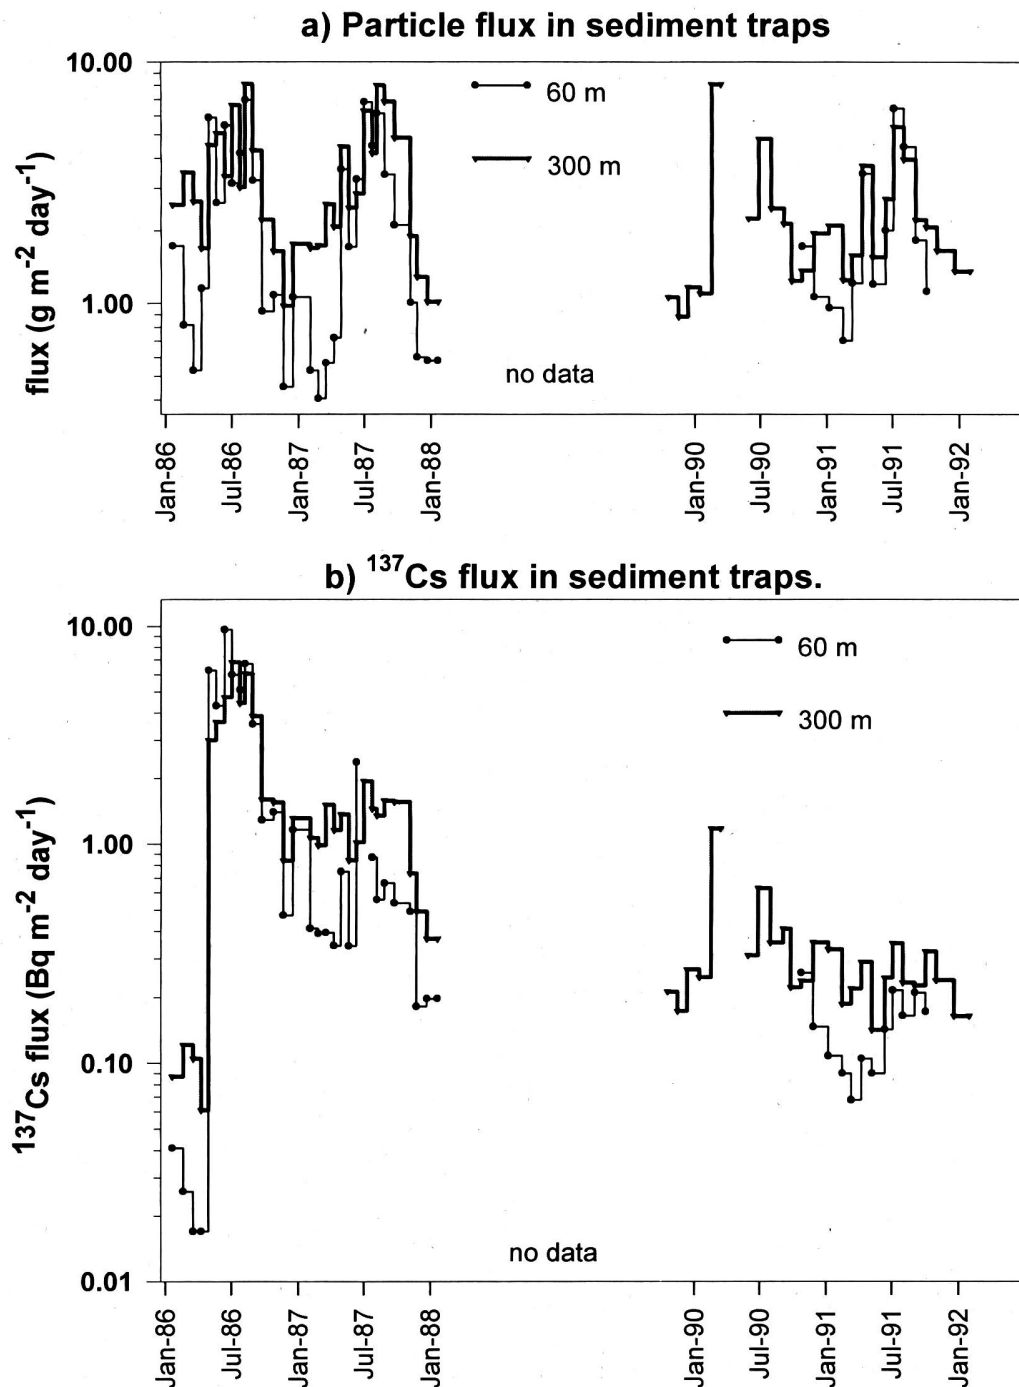 a) Particle flux in sediment traps
10.00
1.00
flux (g m⁻² day⁻¹)
60 m
300 m
no data
Jan-86
Jul-86
Jan-87
Jul-87
Jan-88
Jan-90
Jul-90
Jan-91
Jul-91
Jan-92
b) ¹³⁷Cs flux in sediment traps.
10.00
1.00
0.10
0.01
¹³⁷Cs flux (Bq m⁻² day⁻¹)
60 m
300 m
no data
Jan-86
Jul-86
Jan-87
Jul-87
Jan-88
Jan-90
Jul-90
Jan-91
Jul-91
Jan-92